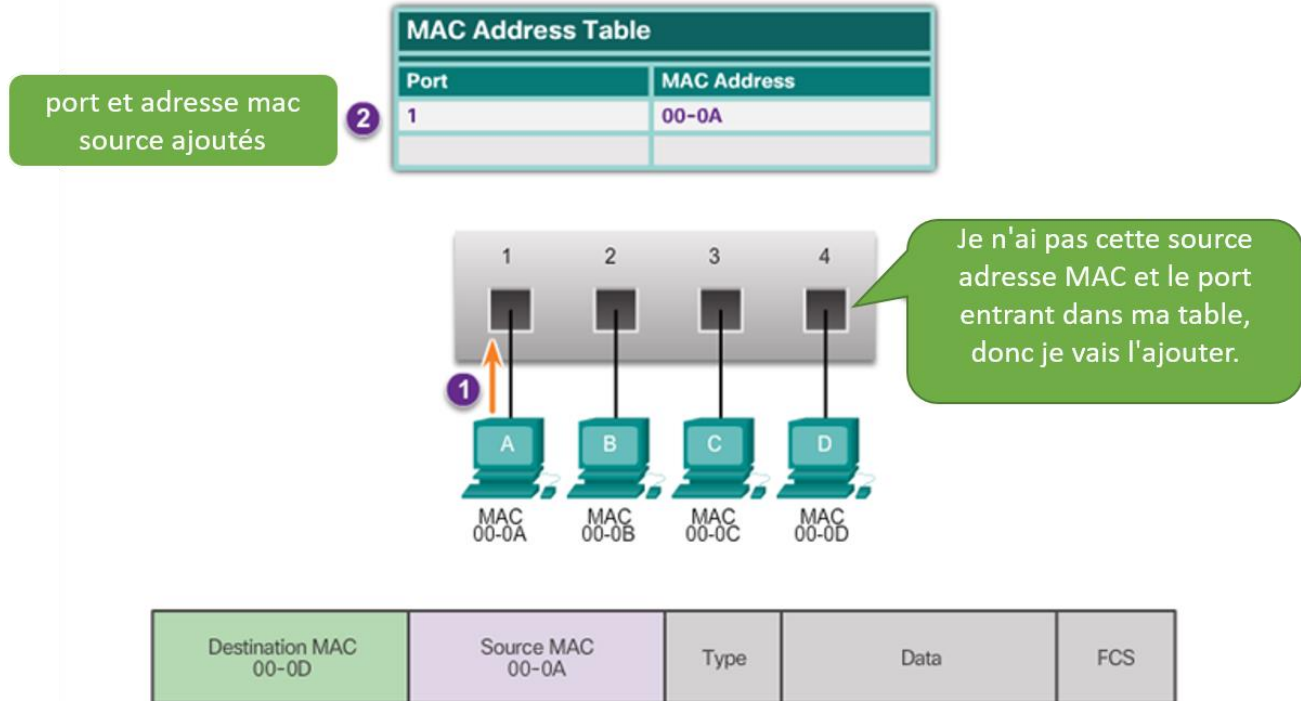 MAC Address Table
Port MAC Address
port et adresse mac
source ajoutés
2
1 00-0A
1 2 3 4
Je n'ai pas cette source
adresse MAC et le port
entrant dans ma table,
donc je vais l'ajouter.
1
A B C D
MAC MAC MAC MAC
00-0A 00-0B 00-0C 00-0D
Destination MAC Source MAC Type Data FCS
00-0D 00-0A